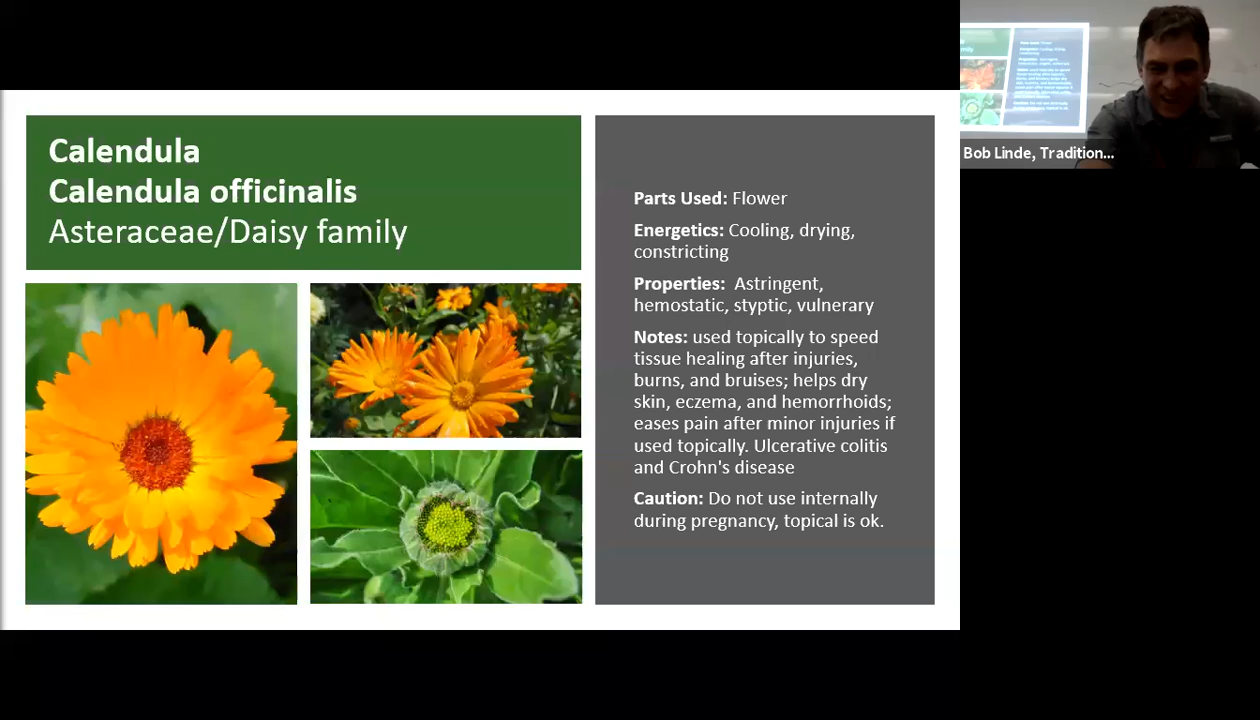 Calendula
Calendula officinalis
Asteraceae/Daisy family
Parts Used: Flower
Energetics: Cooling, drying,
constricting
Properties:  Astringent,
hemostatic, styptic, vulnerary
Notes: used topically to speed
tissue healing after injuries,
burns, and bruises; helps dry
skin, eczema, and hemorrhoids;
eases pain after minor injuries if
used topically. Ulcerative colitis
and Crohn's disease
Caution: Do not use internally
during pregnancy, topical is ok.
Bob Linde, Tradition...